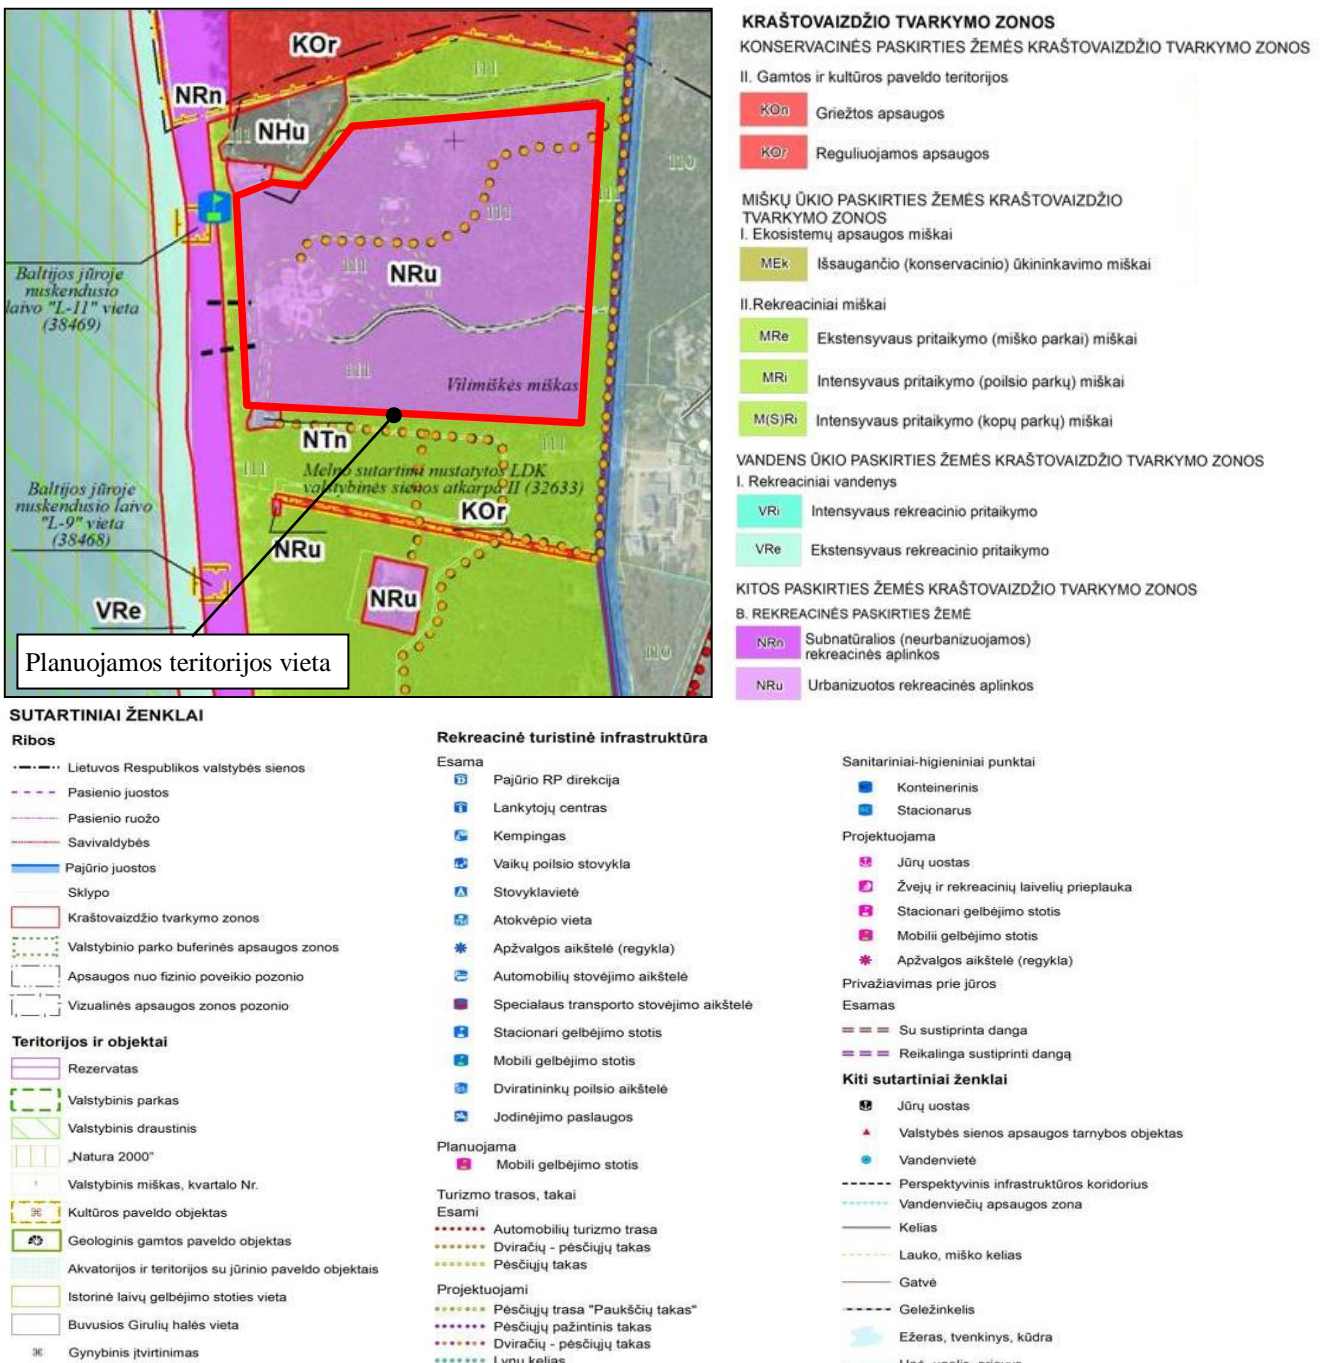 KOr
111
NRn
NHu
111
110
111
111
111
NRu
Baltijos jūroje
nuskendusio
laivo "L-11" vieta
(38469)
111
Vilimiškės miškas
NTn
111
111
Melno sutartimi nustatytos LDK
valstybinės sienos atkarpa II (32633)
Baltijos jūroje
nuskendusio laivo
"L-9" vieta
(38468)
KOr
NRu
NRu
VRe
110
Planuojamos teritorijos vieta
KRAŠTOVAIZDŽIO TVARKYMO ZONOS
KONSERVACINĖS PASKIRTIES ŽEMĖS KRAŠTOVAIZDŽIO TVARKYMO ZONOS
II. Gamtos ir kultūros paveldo teritorijos
KOn Griežtos apsaugos
KOr Reguliuojamos apsaugos
MIŠKŲ ŪKIO PASKIRTIES ŽEMĖS KRAŠTOVAIZDŽIO
TVARKYMO ZONOS
I. Ekosistemų apsaugos miškai
MEk Išsaugančio (konservacinio) ūkininkavimo miškai
II.Rekreaciniai miškai
MRe Ekstensyvaus pritaikymo (miško parkai) miškai
MRi Intensyvaus pritaikymo (poilsio parkų) miškai
M(S)Ri Intensyvaus pritaikymo (kopų parkų) miškai
VANDENS ŪKIO PASKIRTIES ŽEMĖS KRAŠTOVAIZDŽIO TVARKYMO ZONOS
I. Rekreaciniai vandenys
VRi Intensyvaus rekreacinio pritaikymo
VRe Ekstensyvaus rekreacinio pritaikymo
KITOS PASKIRTIES ŽEMĖS KRAŠTOVAIZDŽIO TVARKYMO ZONOS
B. REKREACINĖS PASKIRTIES ŽEMĖ
NRn Subnatūralios (neurbanizuojamos)
rekreacinės aplinkos
NRu Urbanizuotos rekreacinės aplinkos
SUTARTINIAI ŽENKLAI
Ribos
Lietuvos Respublikos valstybės sienos
Pasienio juostos
Pasienio ruožo
Savivaldybės
Pajūrio juostos
Sklypo
Kraštovaizdžio tvarkymo zonos
Valstybinio parko buferinės apsaugos zonos
Apsaugos nuo fizinio poveikio pozonio
Vizualinės apsaugos zonos pozonio
Teritorijos ir objektai
Rezervatas
Valstybinis parkas
Valstybinis draustinis
„Natura 2000"
Valstybinis miškas, kvartalo Nr.
Kultūros paveldo objektas
Geologinis gamtos paveldo objektas
Akvatorijos ir teritorijos su jūrinio paveldo objektais
Istorinė laivų gelbėjimo stoties vieta
Buvusios Girulių halės vieta
Gynybinis įtvirtinimas
Rekreacinė turistinė infrastruktūra
Esama
Pajūrio RP direkcija
Lankytojų centras
Kempingas
Vaikų poilsio stovykla
Stovyklavietė
Atokvėpio vieta
Apžvalgos aikštelė (regykla)
Automobilių stovėjimo aikštelė
Specialaus transporto stovėjimo aikštelė
Stacionari gelbėjimo stotis
Mobili gelbėjimo stotis
Dviratininkų poilsio aikštelė
Jodinėjimo paslaugos
Planuojama
Mobili gelbėjimo stotis
Turizmo trasos, takai
Esami
Automobilių turizmo trasa
Dviračių - pėsčiųjų takas
Pėsčiųjų takas
Projektuojami
Pėsčiųjų trasa "Paukščių takas"
Pėsčiųjų pažintinis takas
Dviračių - pėsčiųjų takas
Lynų kelias
Sanitariniai-higieniniai punktai
Konteinerinis
Stacionarus
Projektuojama
Jūrų uostas
Žvejų ir rekreacinių laivelių prieplauka
Stacionari gelbėjimo stotis
Mobilii gelbėjimo stotis
Apžvalgos aikštelė (regykla)
Privažiavimas prie jūros
Esamas
Su sustiprinta danga
Reikalinga sustiprinti dangą
Kiti sutartiniai ženklai
Jūrų uostas
Valstybės sienos apsaugos tarnybos objektas
Vandenvietė
Perspektyvinis infrastruktūros koridorius
Vandenviečių apsaugos zona
Kelias
Lauko, miško kelias
Gatvė
Geležinkelis
Ežeras, tvenkinys, kūdra